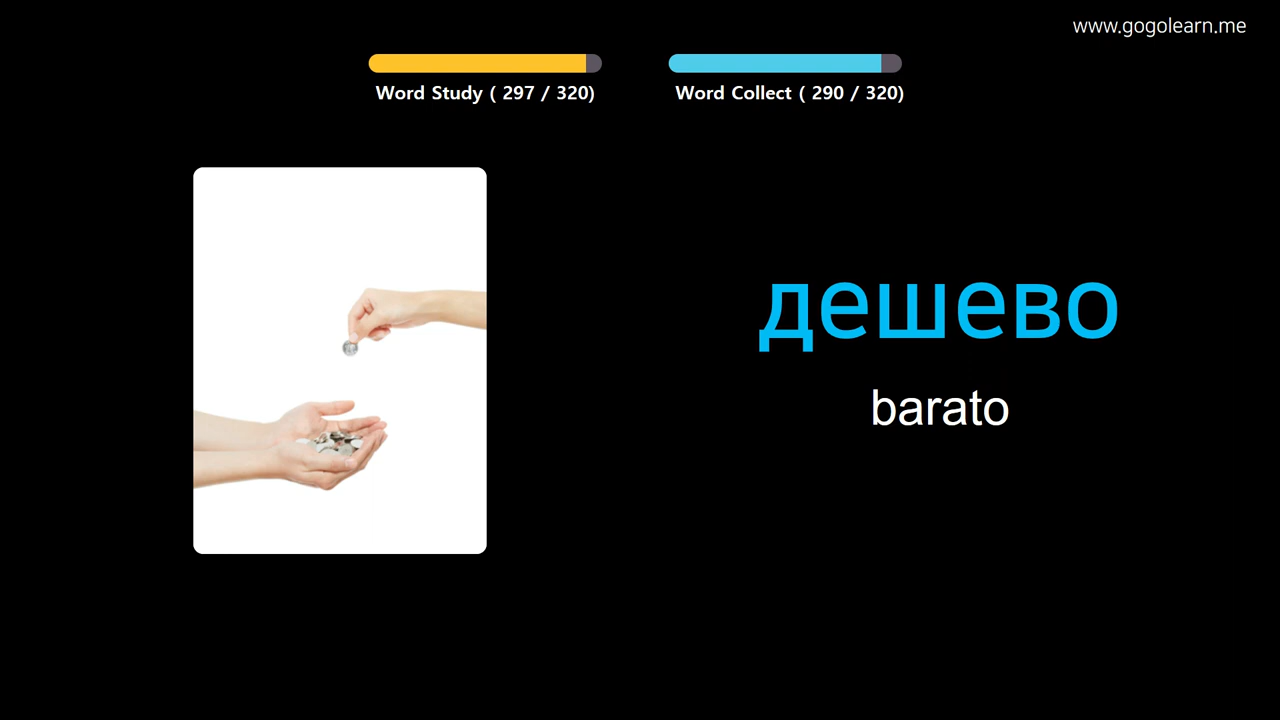 www.gogolearn.me
Word Study ( 297 / 320)
Word Collect ( 290 / 320)
дешево
barato